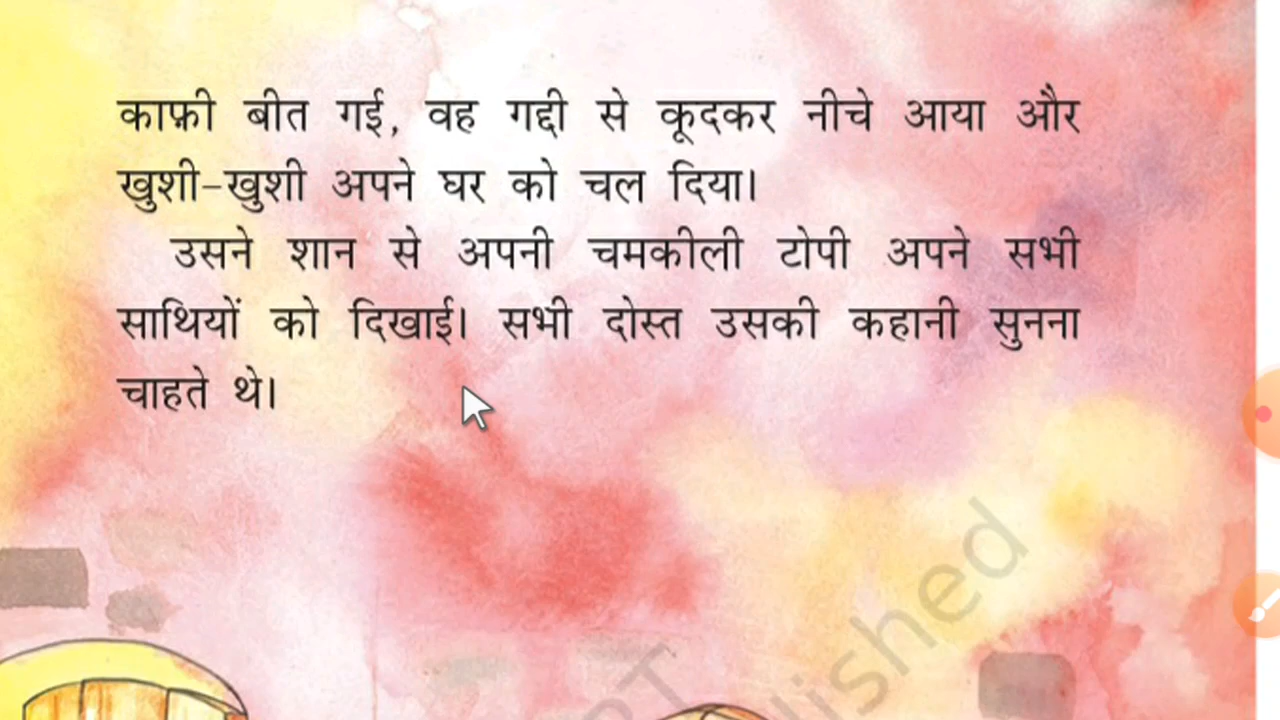 काफ़ी बीत गई, वह गद्दी से कूदकर नीचे आया और
खुशी-खुशी अपने घर को चल दिया।
उसने शान से अपनी चमकीली टोपी अपने सभी
साथियों को दिखाई। सभी दोस्त उसकी कहानी सुनना
चाहते थे।